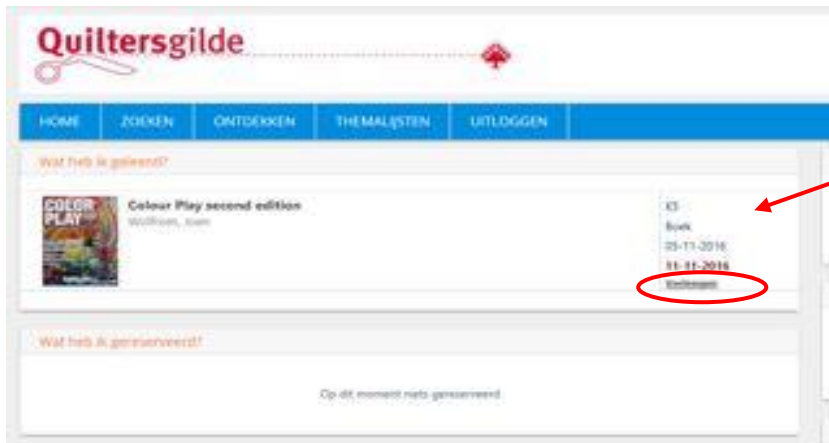 Quiltersgilde
HOME ZOEKEN ONTDEKKEN THEMALIJSTEN UITLOGGEN
Wat heb ik geleend?
COLOR
PLAY
Colour Play second edition
Wolfrom, Joen
Boek
05-11-2016
11-11-2016
Verlengen
Wat heb ik gereserveerd?
Op dit moment niets gereserveerd